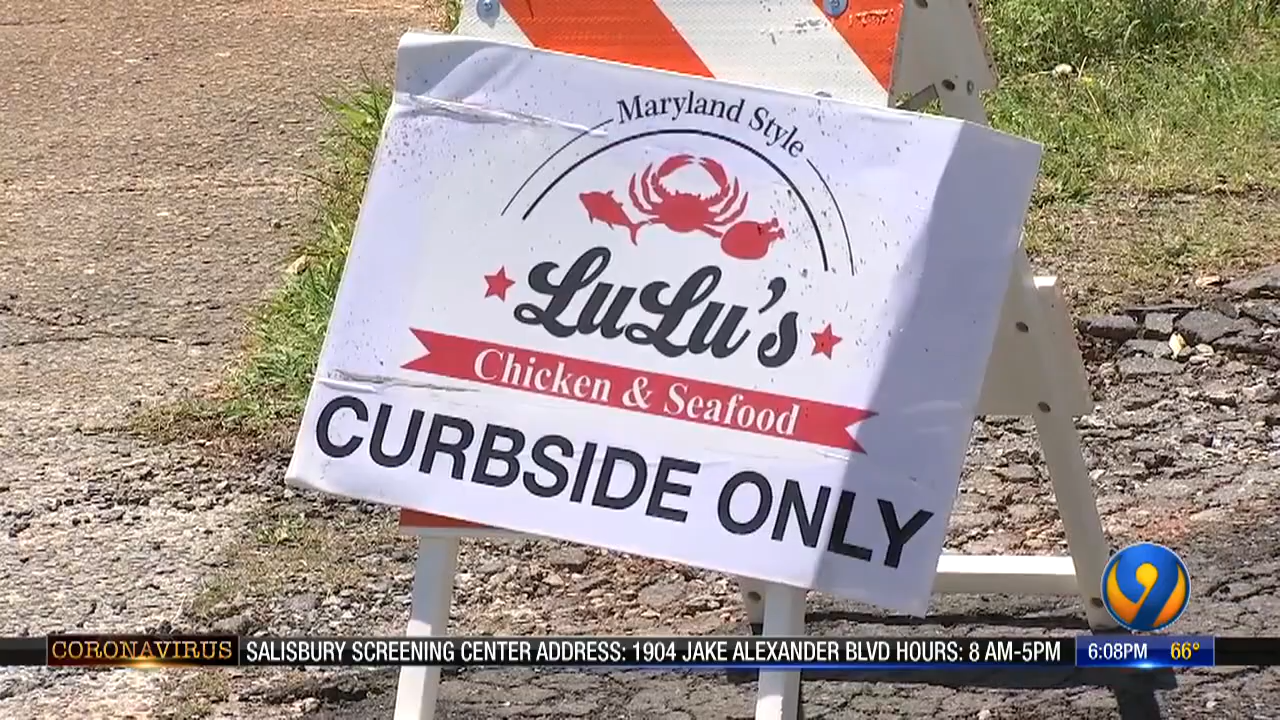 Maryland Style
LuLu's
Chicken & Seafood
CURBSIDE ONLY
9
CORONAVIRUS SALISBURY SCREENING CENTER ADDRESS: 1904 JAKE ALEXANDER BLVD HOURS: 8 AM-5PM 6:08PM 66°